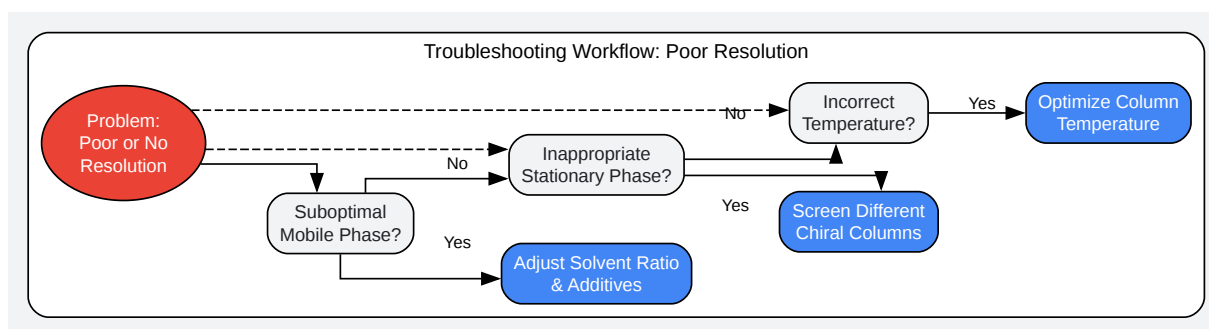 Troubleshooting Workflow: Poor Resolution
Problem:
Poor or No
Resolution
Suboptimal
Mobile Phase?
No
Yes
Adjust Solvent Ratio
& Additives
Inappropriate
Stationary Phase?
No
Yes
Screen Different
Chiral Columns
Incorrect
Temperature?
Yes
Optimize Column
Temperature